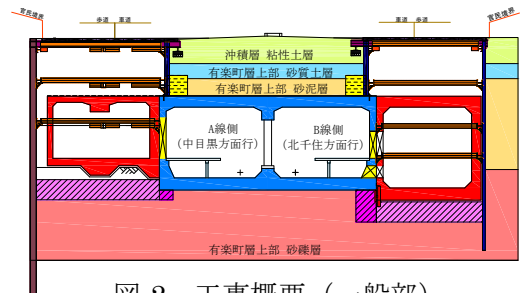 官民境界
歩道 車道
車道 歩道
官民境界
沖積層 粘性土層
有楽町層上部 砂質土層
有楽町層上部 砂泥層
A線側
(中目黒方面行)
B線側
(北千住方面行)
有楽町層上部 砂礫層
図2 工事概要(一般部)